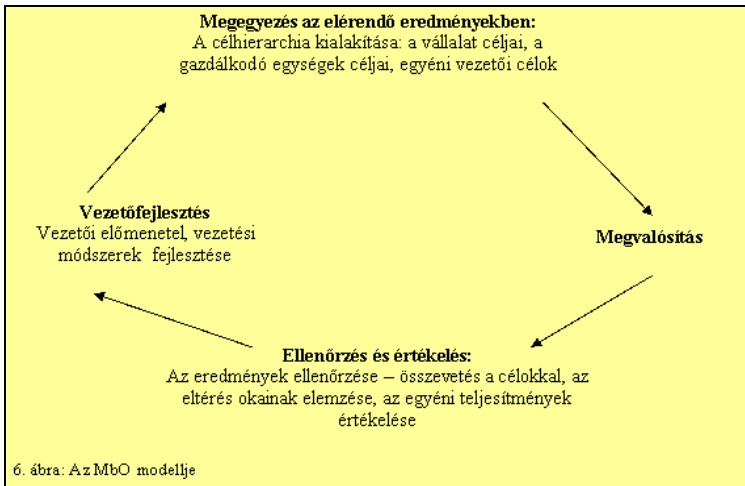 Megegyezés az elérendő eredményekben:
A célhierarchia kialakítása: a vállalat céljai, a
gazdálkodó egységek céljai, egyéni vezetői célok
Vezetőfejlesztés
Vezetői előmenetel, vezetési
módszerek fejlesztése
Megvalósítás
Ellenőrzés és értékelés:
Az eredmények ellenőrzése – összevetés a célokkal, az
eltérés okainak elemzése, az egyéni teljesítmények
értékelése
6. ábra: Az MbO modellje